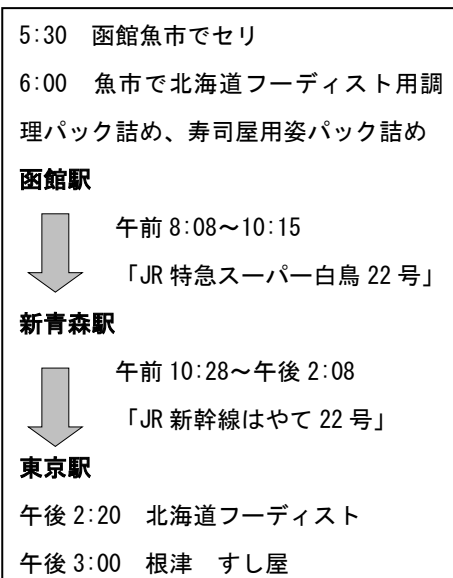 5:30　函館魚市でセリ
6:00　魚市で北海道フーディスト用調
理パック詰め、寿司屋用姿パック詰め
函館駅
午前 8:08～10:15
「JR 特急スーパー白鳥 22 号」
新青森駅
午前 10:28～午後 2:08
「JR 新幹線はやて 22 号」
東京駅
午後 2:20　北海道フーディスト
午後 3:00　根津　すし屋